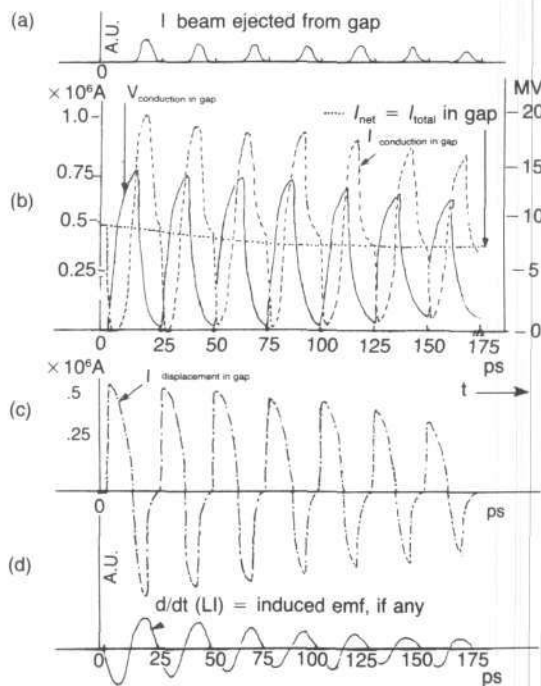 (a)
A.U.
I beam ejected from gap
0
× 10⁶A
V conduction in gap
MV
I net = I total in gap
I conduction in gap
1.0
0.75
0.5
0.25
20
15
10
5
0
(b)
0 25 50 75 100 125 150 175
ps
× 10⁶A
I displacement in gap
t
.5
.25
(c)
ps
(d)
A.U.
d/dt (LI) = induced emf, if any
0 25 50 75 100 125 150 175
ps